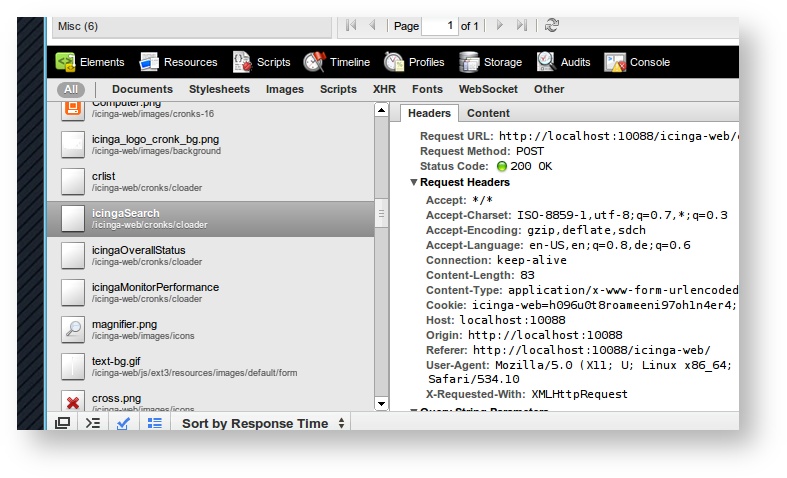 Misc (6)
Page 1 of 1
Elements Resources Scripts Timeline Profiles Storage Audits Console
All Documents Stylesheets Images Scripts XHR Fonts WebSocket Other
Computer.png
/icinga-web/images/cronks-16
icinga_logo_cronk_bg.png
/icinga-web/images/background
crlist
/icinga-web/cronks/cloader
icingaSearch
/icinga-web/cronks/cloader
icingaOverallStatus
/icinga-web/cronks/cloader
icingaMonitorPerformance
/icinga-web/cronks/cloader
magnifier.png
/icinga-web/images/icons
text-bg.gif
/icinga-web/js/ext3/resources/images/default/form
cross.png
/icinga-web/images/icons
Headers Content
Request URL: http://localhost:10088/icinga-web/
Request Method: POST
Status Code: 200 OK
Request Headers
Accept: */*
Accept-Charset: ISO-8859-1,utf-8;q=0.7,*;q=0.3
Accept-Encoding: gzip,deflate,sdch
Accept-Language: en-US,en;q=0.8,de;q=0.6
Connection: keep-alive
Content-Length: 83
Content-Type: application/x-www-form-urlencoded
Cookie: icinga-web=h096u0t8roameeni97oh1n4er4;
Host: localhost:10088
Origin: http://localhost:10088
Referer: http://localhost:10088/icinga-web/
User-Agent: Mozilla/5.0 (X11; U; Linux x86_64;
Safari/534.10
X-Requested-With: XMLHttpRequest
Query String Parameters
Sort by Response Time